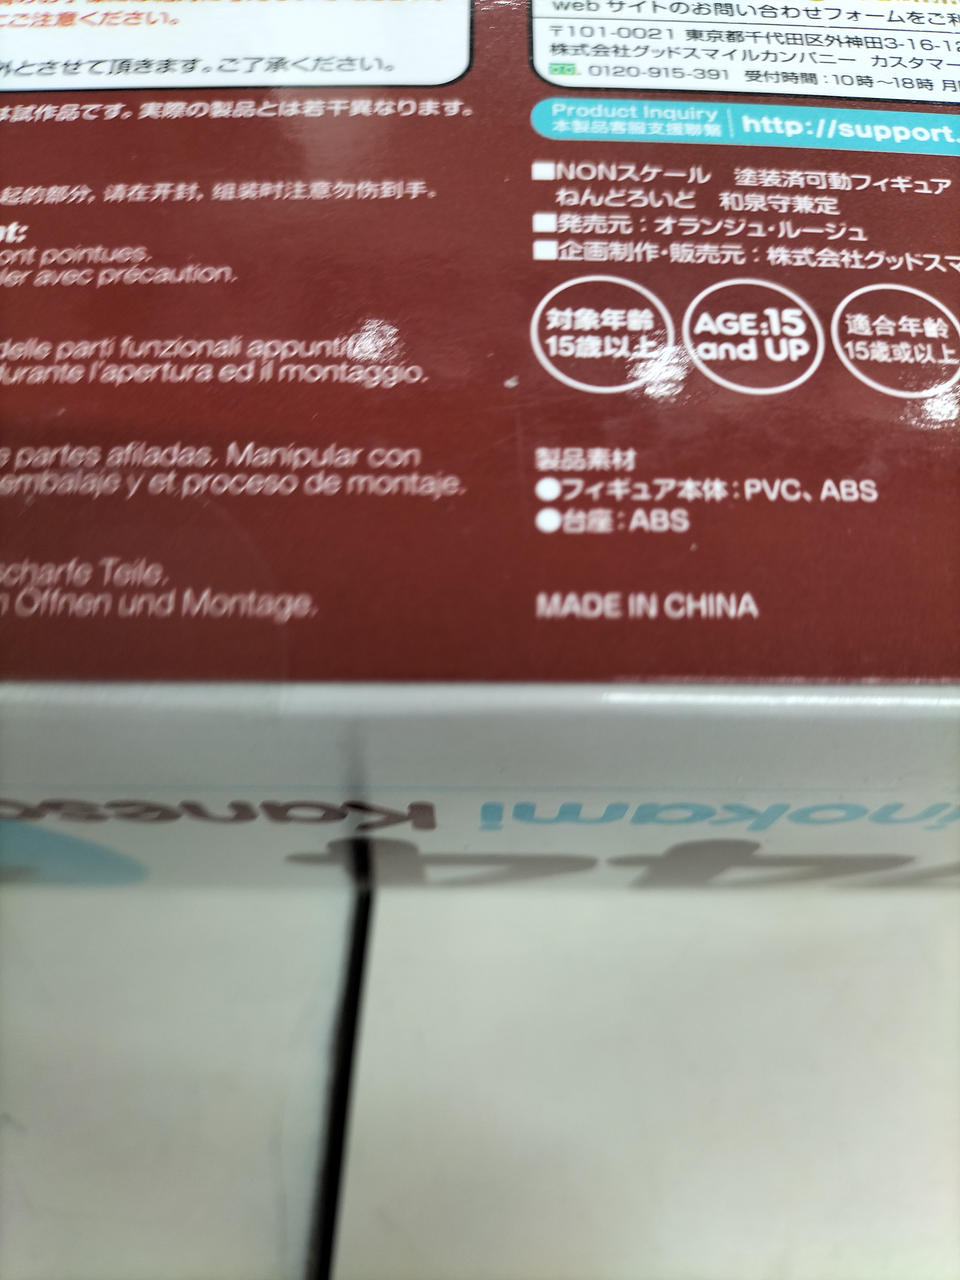 ご注意ください。
外とさせて頂きます。ご了承ください。
試作品です。実際の製品とは若干異なります。
起的部分，请在开封，组装时注意勿伤到手。
ont pointues.
ler avec précaution.
delle parti funzionali
durante l'apertura ed il montaggio.
e partes afiladas. Manipular con
embalaje y el proceso de montaje.
scharfe Teile.
Öffnen und Montage.
web サイトのお問い合わせフォームをご利
〒101-0021 東京都千代田区外神田3-16-12
株式会社グッドスマイルカンパニー カスタマー
0120-915-391 受付時間：10時～18時 月
Product Inquiry
本製品客服支援聯繫
http://support.
■NONスケール 塗装済可動フィギュア
ねんどろいど 和泉守兼定
■発売元：オランジュ・ルージュ
■企画制作・販売元：株式会社グッドスマ
対象年齢
15歳以上
AGE:15
and UP
適合年齡
15歲或以上
製品素材
●フィギュア本体：PVC、ABS
●台座：ABS
MADE IN CHINA
inokami Kanesa